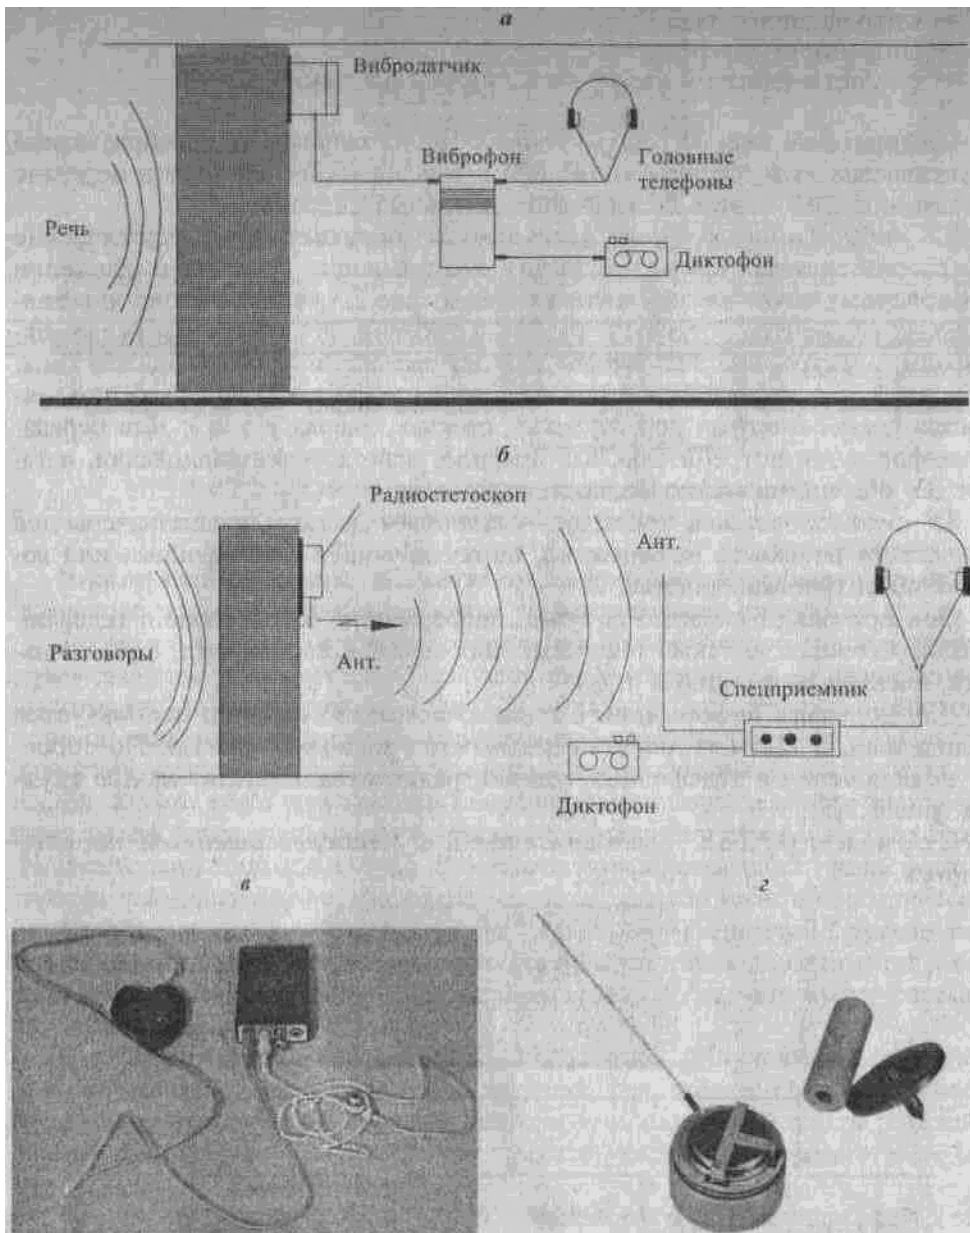 а
Вибродатчик
Виброфон
Головные
телефоны
Речь
Диктофон
б
Радиостетоскоп
Ант.
Разговоры
Ант.
Спецприемник
Диктофон
в
г